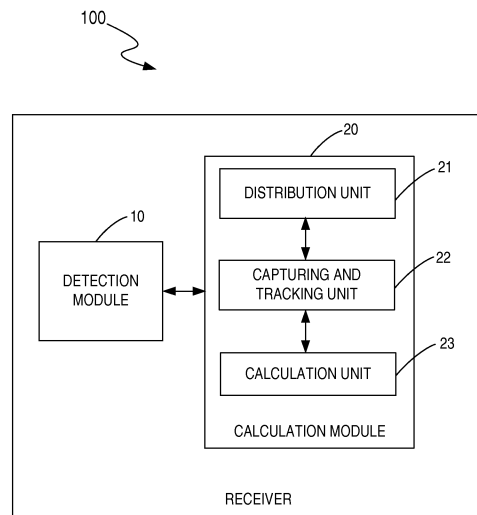 100
20
21
DISTRIBUTION UNIT
10
22
DETECTION
MODULE
CAPTURING AND
TRACKING UNIT
23
CALCULATION UNIT
CALCULATION MODULE
RECEIVER